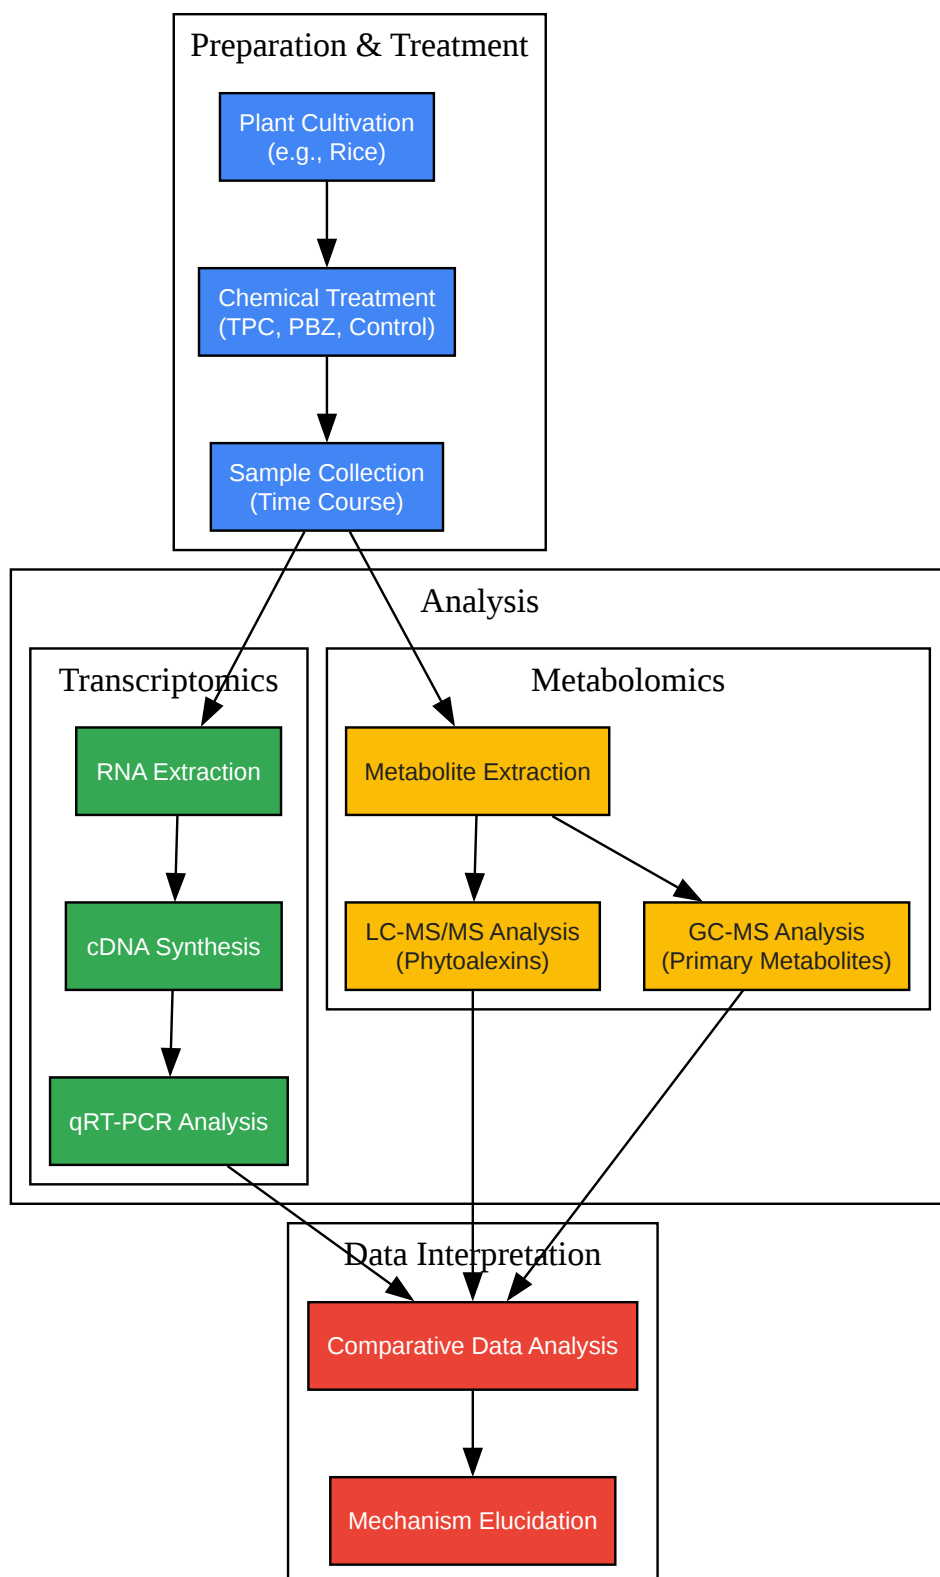 Preparation & Treatment
Plant Cultivation
(e.g., Rice)
Chemical Treatment
(TPC, PBZ, Control)
Sample Collection
(Time Course)
Analysis
Transcriptomics
Metabolomics
RNA Extraction
Metabolite Extraction
cDNA Synthesis
LC-MS/MS Analysis
(Phytoalexins)
GC-MS Analysis
(Primary Metabolites)
qRT-PCR Analysis
Data Interpretation
Comparative Data Analysis
Mechanism Elucidation